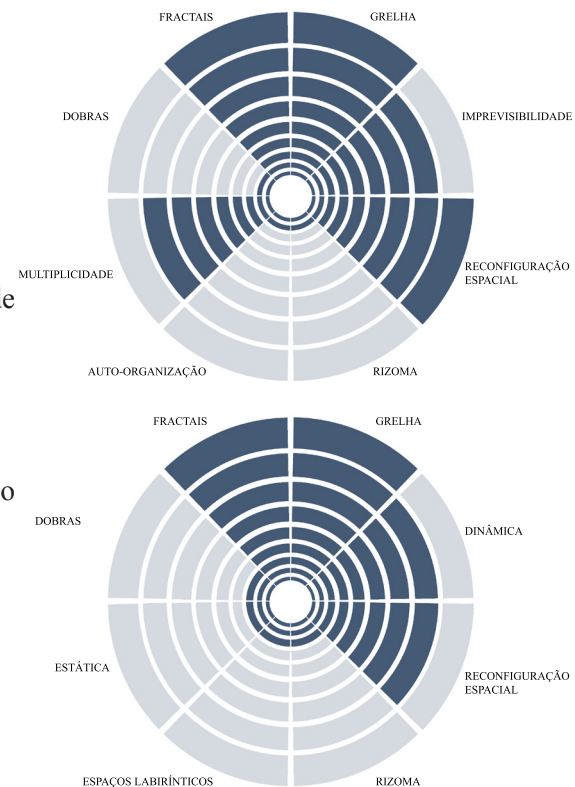 FRACTAIS
GRELHA
DOBRAS
IMPREVISIBILIDADE
MULTIPLICIDADE
RECONFIGURAÇÃO
ESPACIAL
le
AUTO-ORGANIZAÇÃO
RIZOMA
FRACTAIS
GRELHA
o
DOBRAS
DINÂMICA
ESTÁTICA
RECONFIGURAÇÃO
ESPACIAL
ESPAÇOS LABIRÍNTICOS
RIZOMA